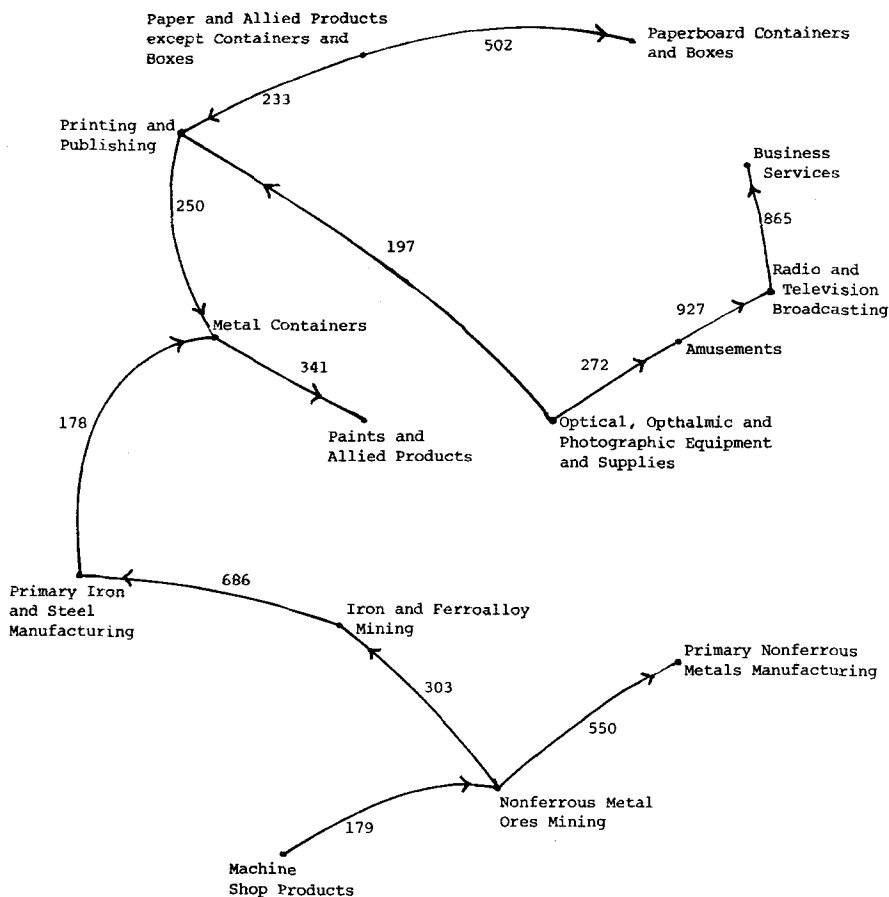 Paper and Allied Products
except Containers and
Boxes
502
Paperboard Containers
and Boxes
233
Printing and
Publishing
Business
Services
250
865
197
Radio and
Television
Broadcasting
Metal Containers
927
Amusements
341
272
178
Paints and
Allied Products
Optical, Opthalmic and
Photographic Equipment
and Supplies
686
Primary Iron
and Steel
Manufacturing
Iron and Ferroalloy
Mining
Primary Nonferrous
Metals Manufacturing
303
550
Nonferrous Metal
Ores Mining
179
Machine
Shop Products